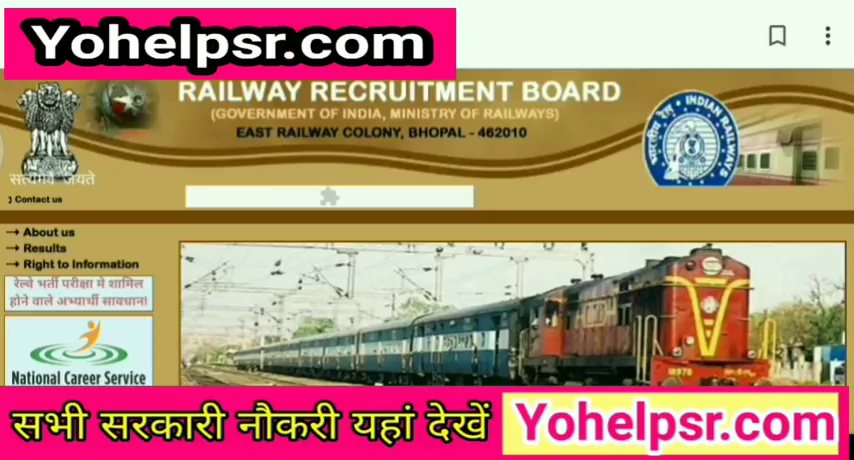 Yohelpsr.com
RAILWAY RECRUITMENT BOARD
(GOVERNMENT OF INDIA, MINISTRY OF RAILWAYS)
EAST RAILWAY COLONY, BHOPAL - 462010
भारतीय रेल INDIAN RAILWAYS
सत्यमेव जयते
Contact us
About us
Results
Right to Information
रेल्वे भर्ती परीक्षा मे शामिल
होने वाले अभ्यार्थी सावधान!
National Career Service
सभी सरकारी नौकरी यहां देखें Yohelpsr.com